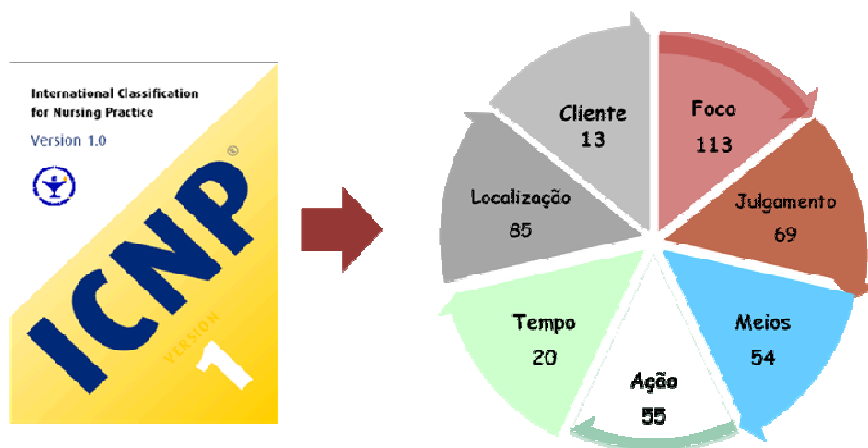 International Classification
for Nursing Practice
Version 1.0
ICNP®
VERSION
1
Cliente
13
Foco
113
Localização
85
Julgamento
69
Tempo
20
Meios
54
Ação
55